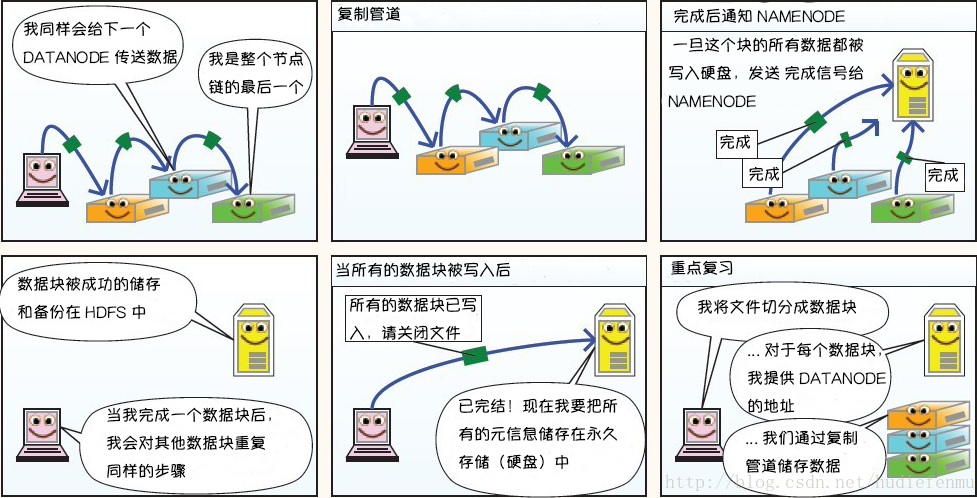 我同样会给下一个
DATANODE 传送数据
我是整个节点
链的最后一个
复制管道
完成后通知 NAMENODE
一旦这个块的所有数据都被
写入硬盘，发送 完成信号给
NAMENODE
完成
完成
完成
数据块被成功的储存
和备份在 HDFS 中
当我完成一个数据块后，
我会对其他数据块重复
同样的步骤
当所有的数据块被写入后
所有的数据块已写
入，请关闭文件
已完结！现在我要把所
有的元信息储存在永久
存储（硬盘）中
重点复习
我将文件切分成数据块
... 对于每个数据块，
我提供 DATANODE
的地址
... 我们通过复制
管道储存数据
http://blog.csdn.net/hudiefenmu